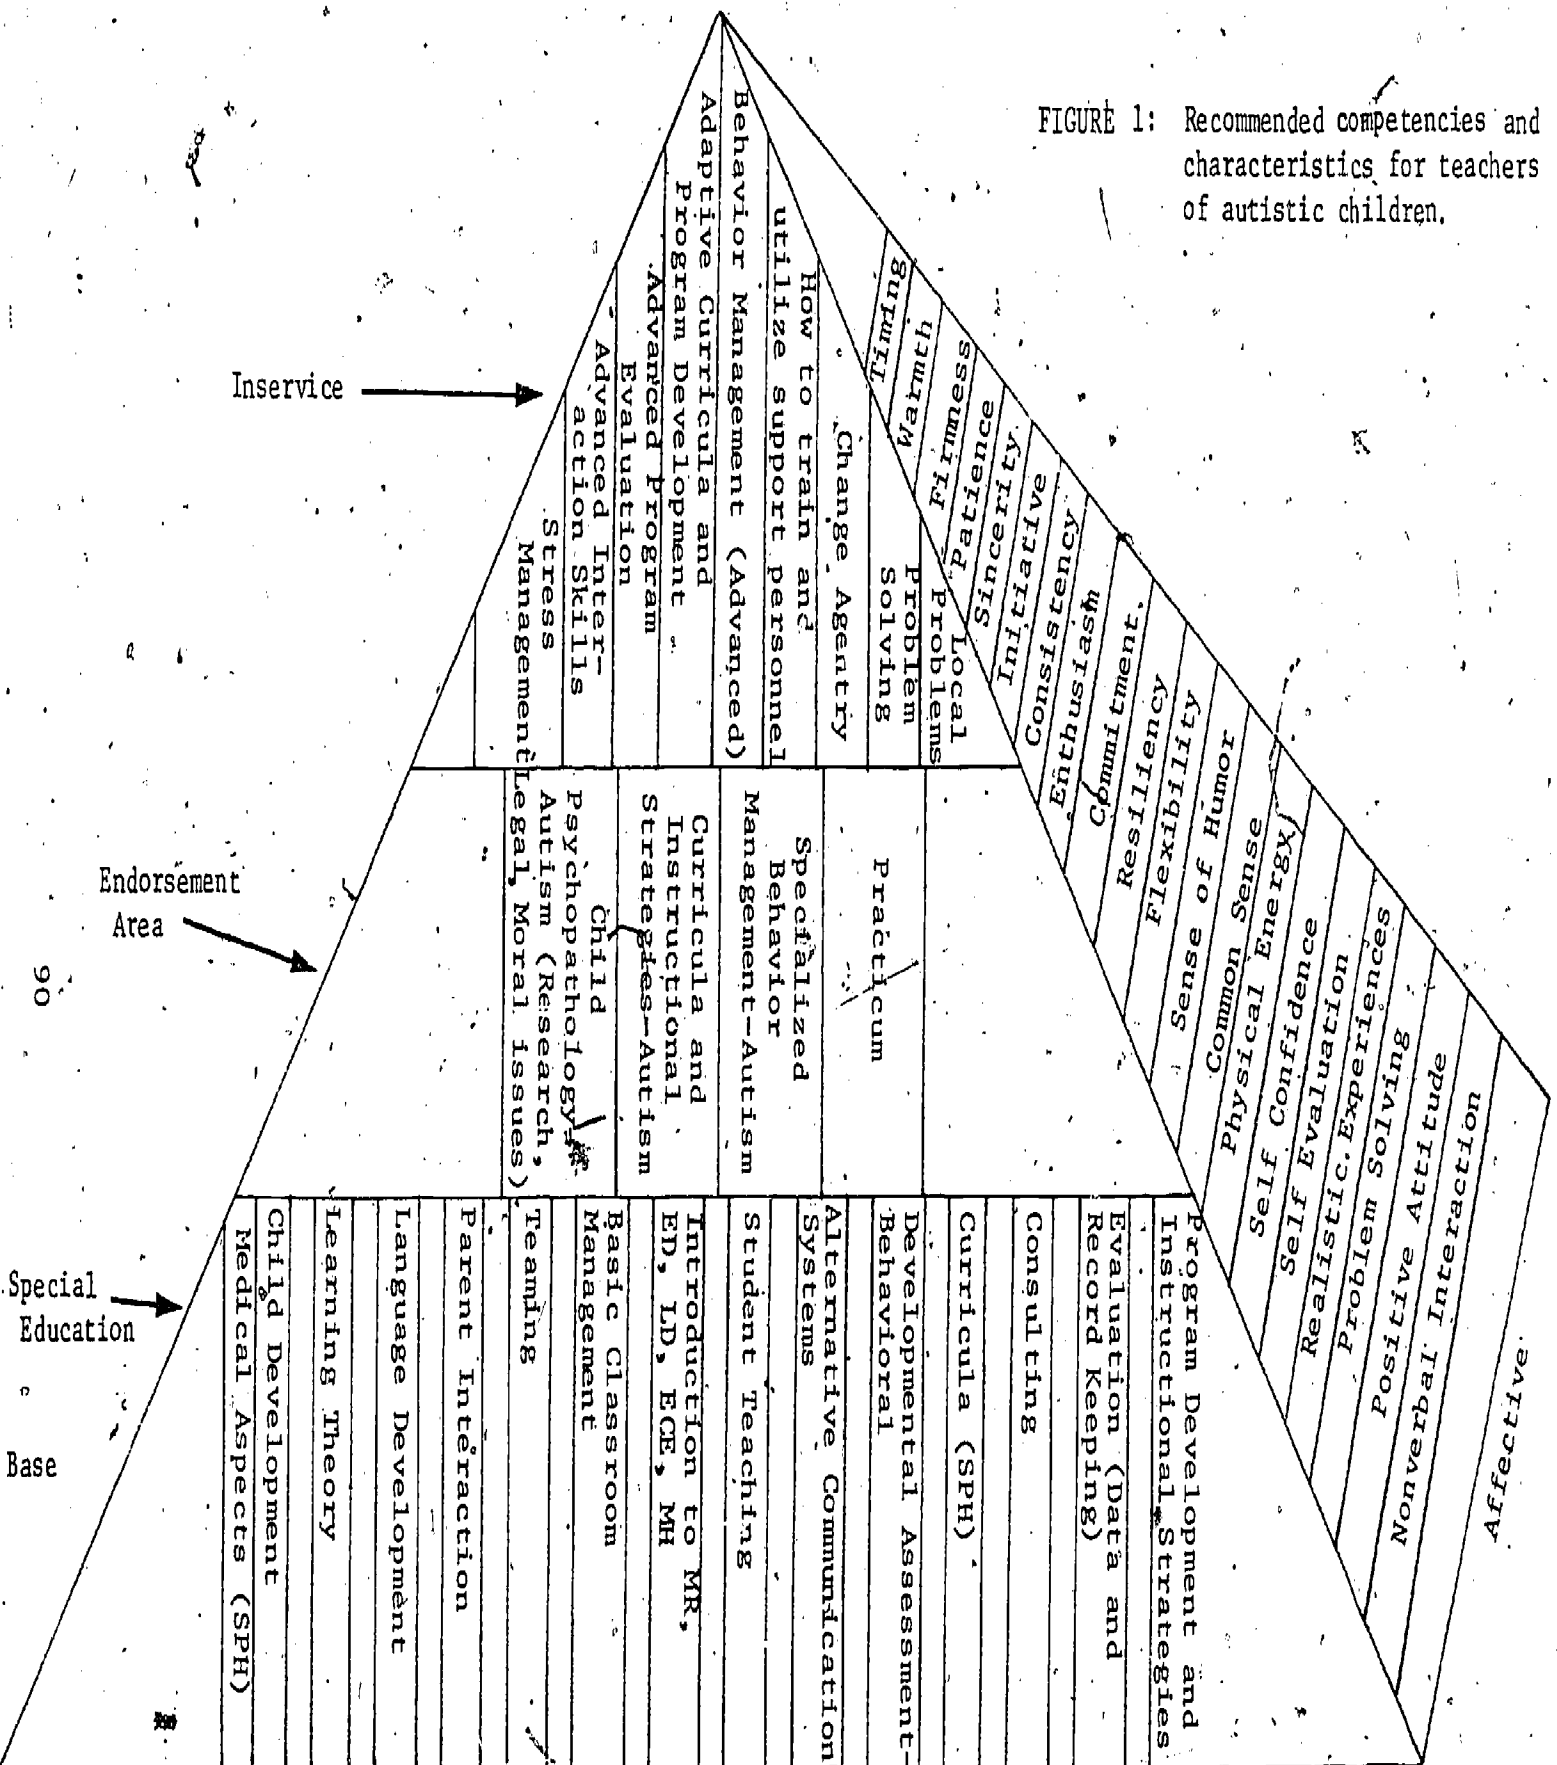 FIGURE 1: Recommended competencies and
characteristics for teachers
of autistic children.
Inservice
Endorsement
Area
Special
Education
Base
90
Stress
Management
Advanced Inter-
action Skills
Advanced Program
Evaluation
Adaptive Curricula and
Program Development
Behavior Management (Advanced)
How to train and
utilize support personnel
Change Agentry
Problem
Solving
Local
Problems
Child
Psychopathology-
Autism (Research,
Legal, Moral issues)
Curricula and
Instructional
Strategies-Autism
Specialized
Behavior
Management-Autism
Practicum
Medical Aspects (SPH)
Child Development
Learning Theory
Language Development
Parent Interaction
Teaming
Basic Classroom
Management
Introduction to MR,
ED, LD, ECE, MH
Student Teaching
Alternative Communication
Systems
Developmental Assessment-
Behavioral
Curricula (SPH)
Consulting
Evaluation (Data and
Record Keeping)
Program Development and
Instructional Strategies
Timing
Warmth
Firmness
Patience
Sincerity
Initiative
Consistency
Enthusiasm
Commitment
Resiliency
Flexibility
Sense of Humor
Common Sense
Physical Energy
Self Confidence
Self Evaluation
Realistic Experiences
Problem Solving
Positive Attitude
Nonverbal Interaction
Affective